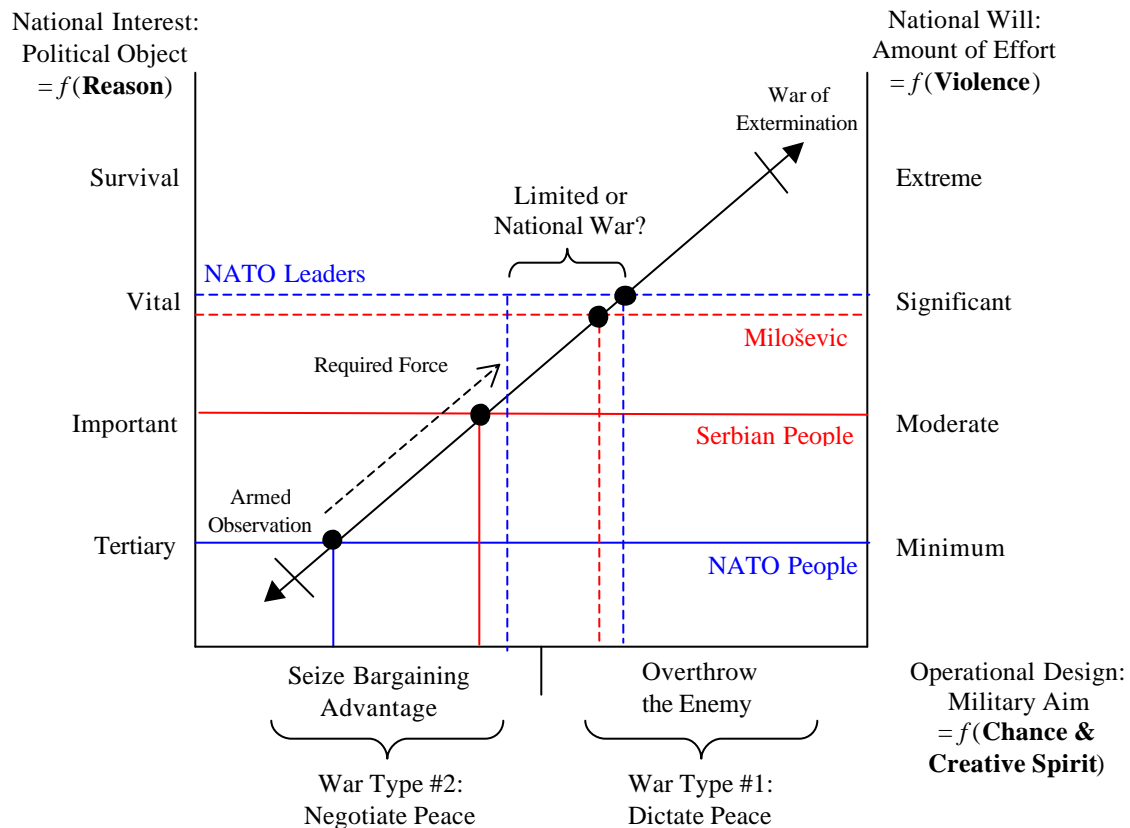 National Interest:
Political Object
= f(Reason)
National Will:
Amount of Effort
= f(Violence)
War of
Extermination
Survival
Extreme
Limited or
National War?
NATO Leaders
Vital
Significant
Miloševic
Required Force
Important
Moderate
Serbian People
Armed
Observation
Tertiary
Minimum
NATO People
Seize Bargaining
Advantage
Overthrow
the Enemy
Operational Design:
Military Aim
= f(Chance &
Creative Spirit)
War Type #2:
Negotiate Peace
War Type #1:
Dictate Peace